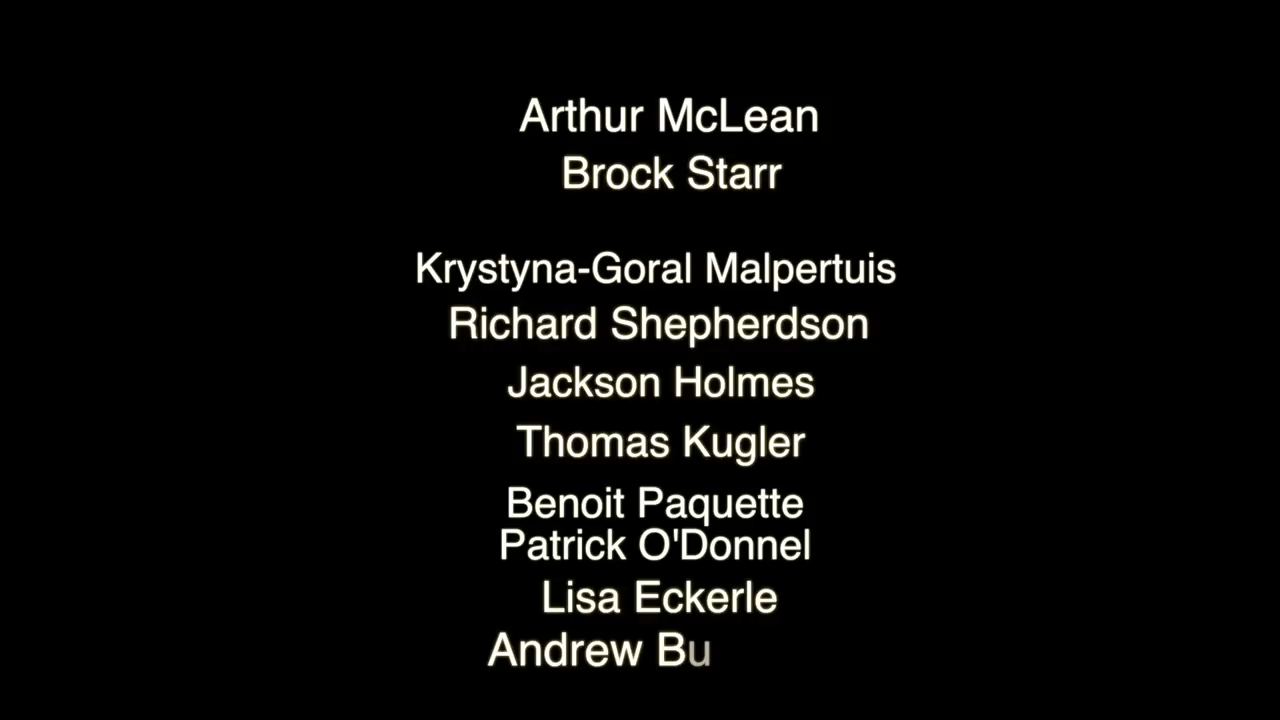 Arthur McLean
Brock Starr
Krystyna-Goral Malpertuis
Richard Shepherdson
Jackson Holmes
Thomas Kugler
Benoit Paquette
Patrick O'Donnel
Lisa Eckerle
Andrew Bu